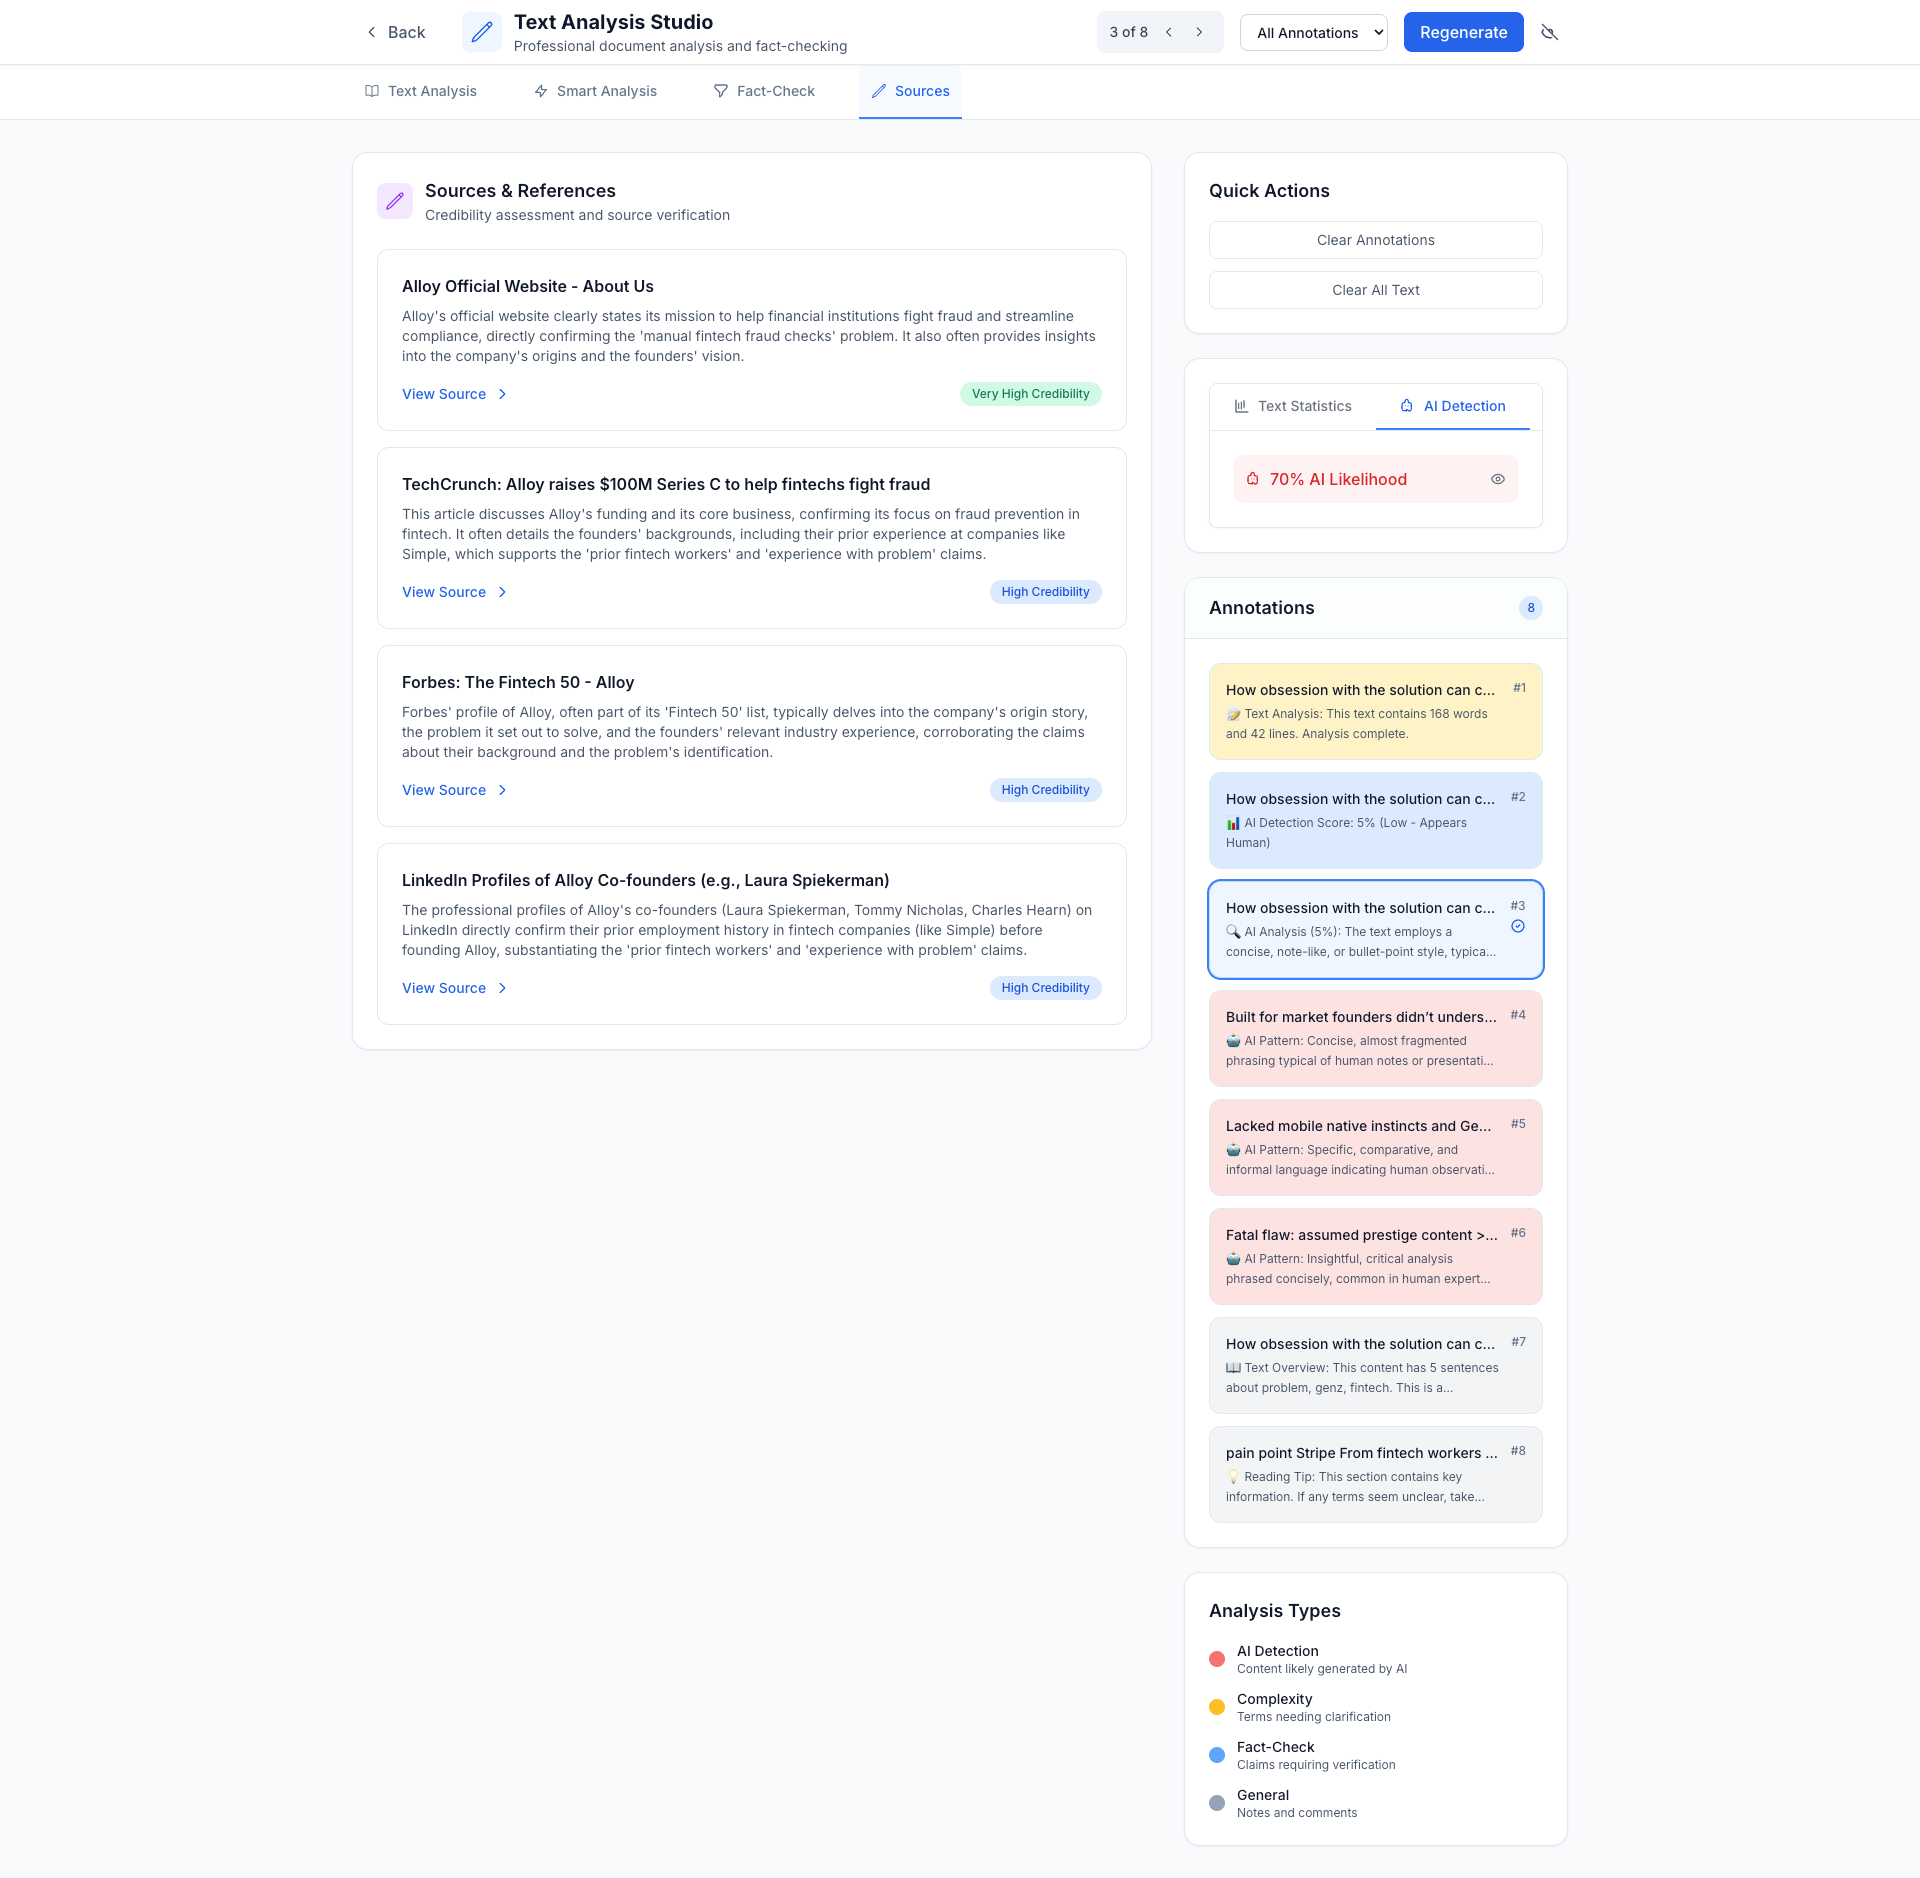 Back
Text Analysis Studio
Professional document analysis and fact-checking
3 of 8
All Annotations
Regenerate
Text Analysis
Smart Analysis
Fact-Check
Sources
Sources & References
Credibility assessment and source verification
Alloy Official Website - About Us
Alloy's official website clearly states its mission to help financial institutions fight fraud and streamline
compliance, directly confirming the 'manual fintech fraud checks' problem. It also often provides insights
into the company's origins and the founders' vision.
View Source
Very High Credibility
TechCrunch: Alloy raises $100M Series C to help fintechs fight fraud
This article discusses Alloy's funding and its core business, confirming its focus on fraud prevention in
fintech. It often details the founders' backgrounds, including their prior experience at companies like
Simple, which supports the 'prior fintech workers' and 'experience with problem' claims.
View Source
High Credibility
Forbes: The Fintech 50 - Alloy
Forbes' profile of Alloy, often part of its 'Fintech 50' list, typically delves into the company's origin story,
the problem it set out to solve, and the founders' relevant industry experience, corroborating the claims
about their background and the problem's identification.
View Source
High Credibility
LinkedIn Profiles of Alloy Co-founders (e.g., Laura Spiekerman)
The professional profiles of Alloy's co-founders (Laura Spiekerman, Tommy Nicholas, Charles Hearn) on
LinkedIn directly confirm their prior employment history in fintech companies (like Simple) before
founding Alloy, substantiating the 'prior fintech workers' and 'experience with problem' claims.
View Source
High Credibility
Quick Actions
Clear Annotations
Clear All Text
Text Statistics
AI Detection
70% AI Likelihood
Annotations
8
How obsession with the solution can c...
#1
📝 Text Analysis: This text contains 168 words
and 42 lines. Analysis complete.
How obsession with the solution can c...
#2
📊 AI Detection Score: 5% (Low - Appears
Human)
How obsession with the solution can c...
#3
🔍 AI Analysis (5%): The text employs a
concise, note-like, or bullet-point style, typica...
Built for market founders didn’t unders...
#4
🤖 AI Pattern: Concise, almost fragmented
phrasing typical of human notes or presentati...
Lacked mobile native instincts and Ge...
#5
🤖 AI Pattern: Specific, comparative, and
informal language indicating human observati...
Fatal flaw: assumed prestige content >...
#6
🤖 AI Pattern: Insightful, critical analysis
phrased concisely, common in human expert...
How obsession with the solution can c...
#7
📖 Text Overview: This content has 5 sentences
about problem, genz, fintech. This is a...
pain point Stripe From fintech workers ...
#8
💡 Reading Tip: This section contains key
information. If any terms seem unclear, take...
Analysis Types
AI Detection
Content likely generated by AI
Complexity
Terms needing clarification
Fact-Check
Claims requiring verification
General
Notes and comments